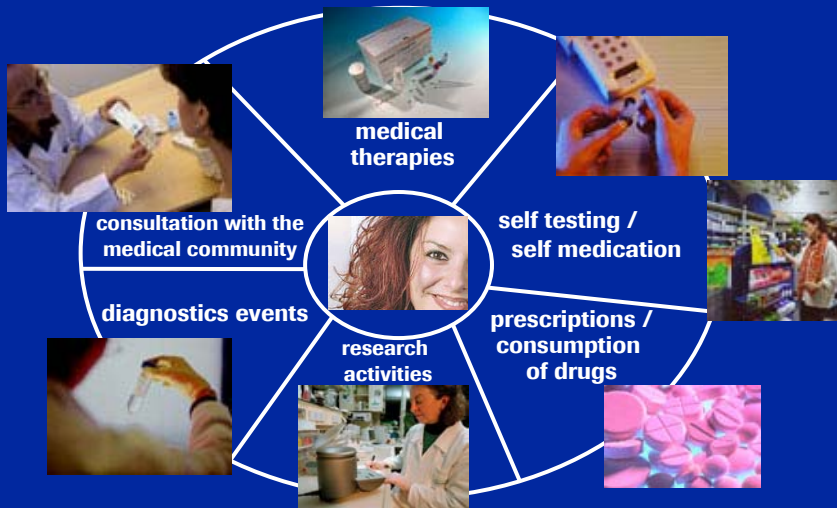 medical
therapies
consultation with the
medical community
self testing /
self medication
diagnostics events
prescriptions /
consumption
of drugs
research
activities